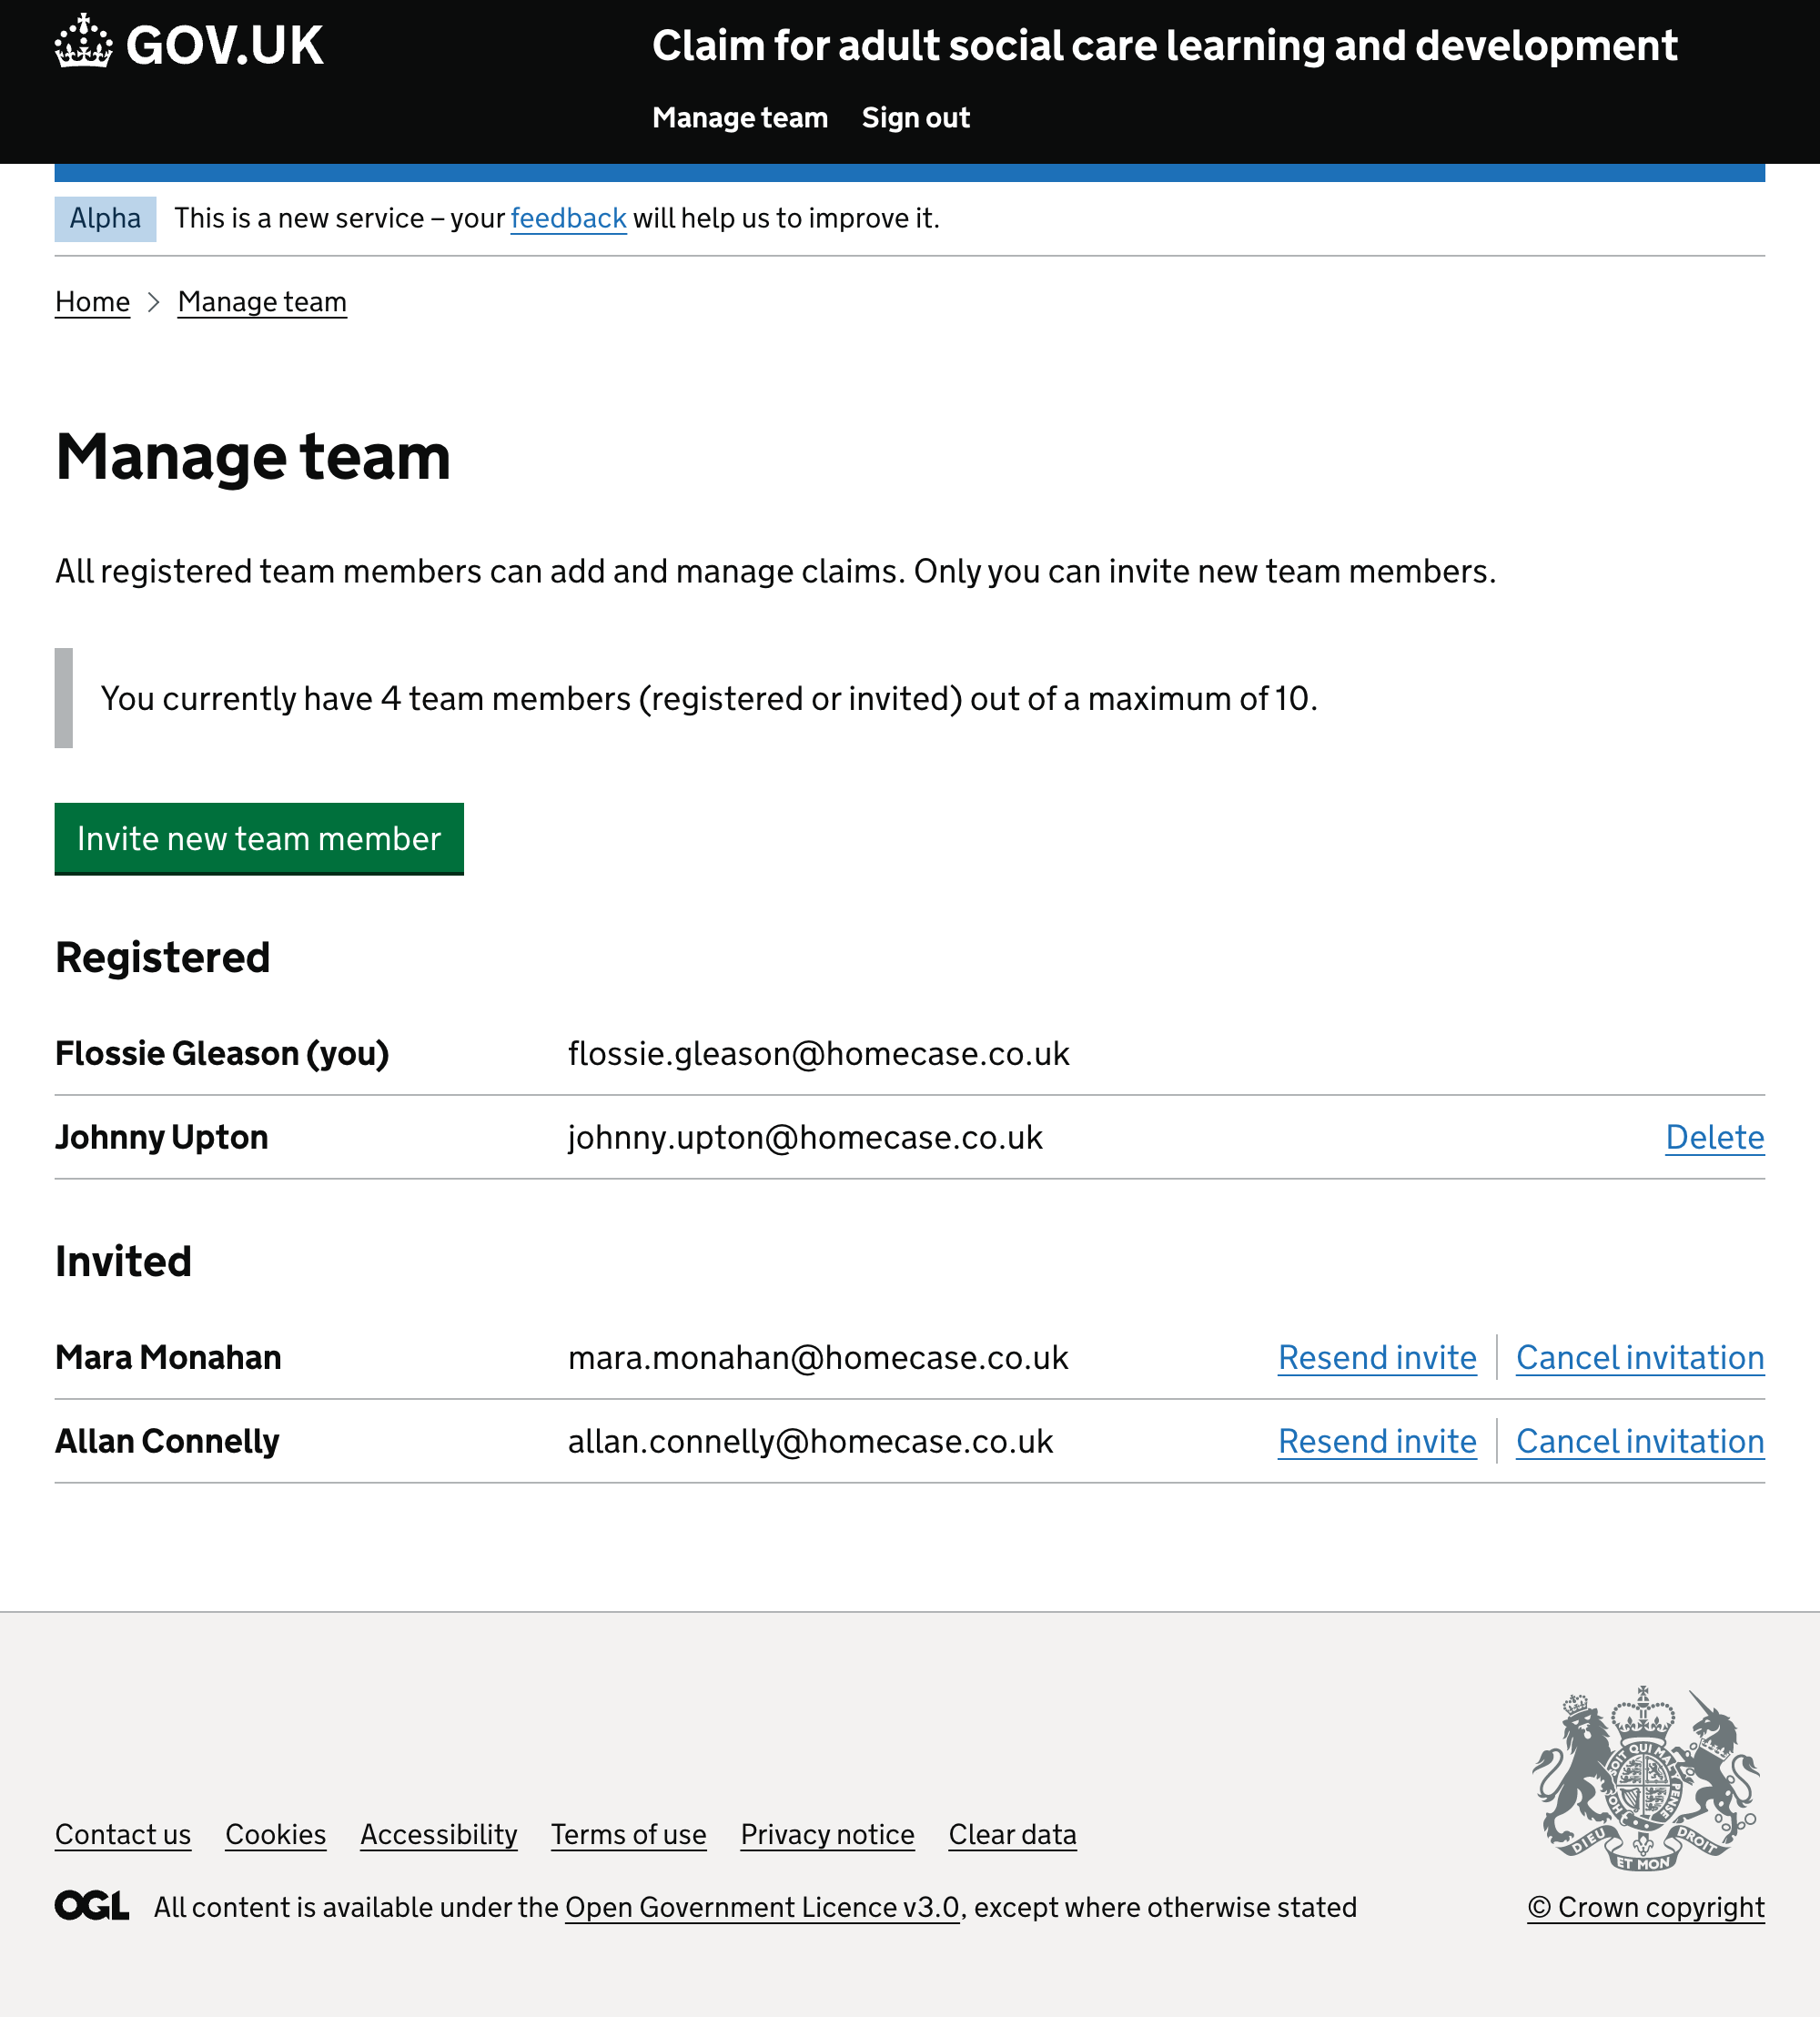 GOV.UK
Claim for adult social care learning and development
Manage team Sign out
Alpha This is a new service – your feedback will help us to improve it.
Home Manage team
Manage team
All registered team members can add and manage claims. Only you can invite new team members.
You currently have 4 team members (registered or invited) out of a maximum of 10.
Invite new team member
Registered
Flossie Gleason (you) flossie.gleason@homecase.co.uk
Johnny Upton johnny.upton@homecase.co.uk Delete
Invited
Mara Monahan mara.monahan@homecase.co.uk Resend invite Cancel invitation
Allan Connelly allan.connelly@homecase.co.uk Resend invite Cancel invitation
SOIT QUI MAL Y PENSE
DIEU ET MON DROIT
Contact us Cookies Accessibility Terms of use Privacy notice Clear data
OGL All content is available under the Open Government Licence v3.0, except where otherwise stated
© Crown copyright